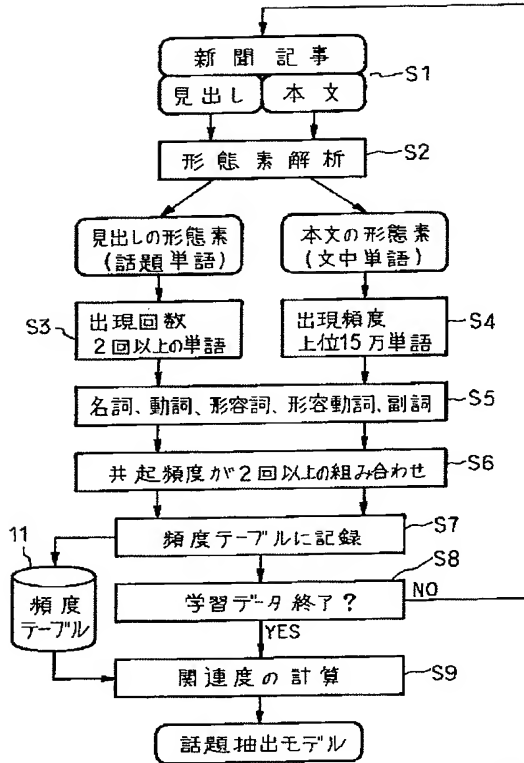 新聞記事
見出し 本文
S1
形態素解析
S2
見出しの形態素
(話題単語)
本文の形態素
(文中単語)
S3
出現回数
2回以上の単語
出現頻度
上位15万単語
S4
名詞、動詞、形容詞、形容動詞、副詞
S5
共起頻度が2回以上の組み合わせ
S6
頻度テーブルに記録
S7
11
頻度
テーブル
学習データ終了?
S8
NO
YES
関連度の計算
S9
話題抽出モデル